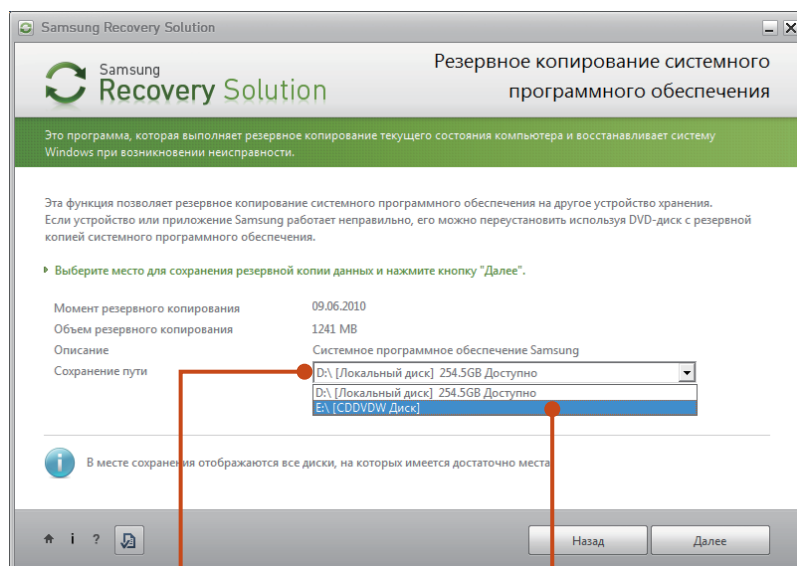 Samsung Recovery Solution
Samsung
Recovery Solution
Резервное копирование системного
программного обеспечения
Это программа, которая выполняет резервное копирование текущего состояния компьютера и восстанавливает систему
Windows при возникновении неисправности.
Эта функция позволяет резервное копирование системного программного обеспечения на другое устройство хранения.
Если устройство или приложение Samsung работает неправильно, его можно переустановить используя DVD-диск с резервной
копией системного программного обеспечения.
Выберите место для сохранения резервной копии данных и нажмите кнопку "Далее".
Момент резервного копирования 09.06.2010
Объем резервного копирования 1241 MB
Описание Системное программное обеспечение Samsung
Сохранение пути D:\ [Локальный диск] 254.5GB Доступно
D:\ [Локальный диск] 254.5GB Доступно
E:\ [CDDVDW Диск]
В месте сохранения отображаются все диски, на которых имеется достаточно места
i ?
Назад Далее